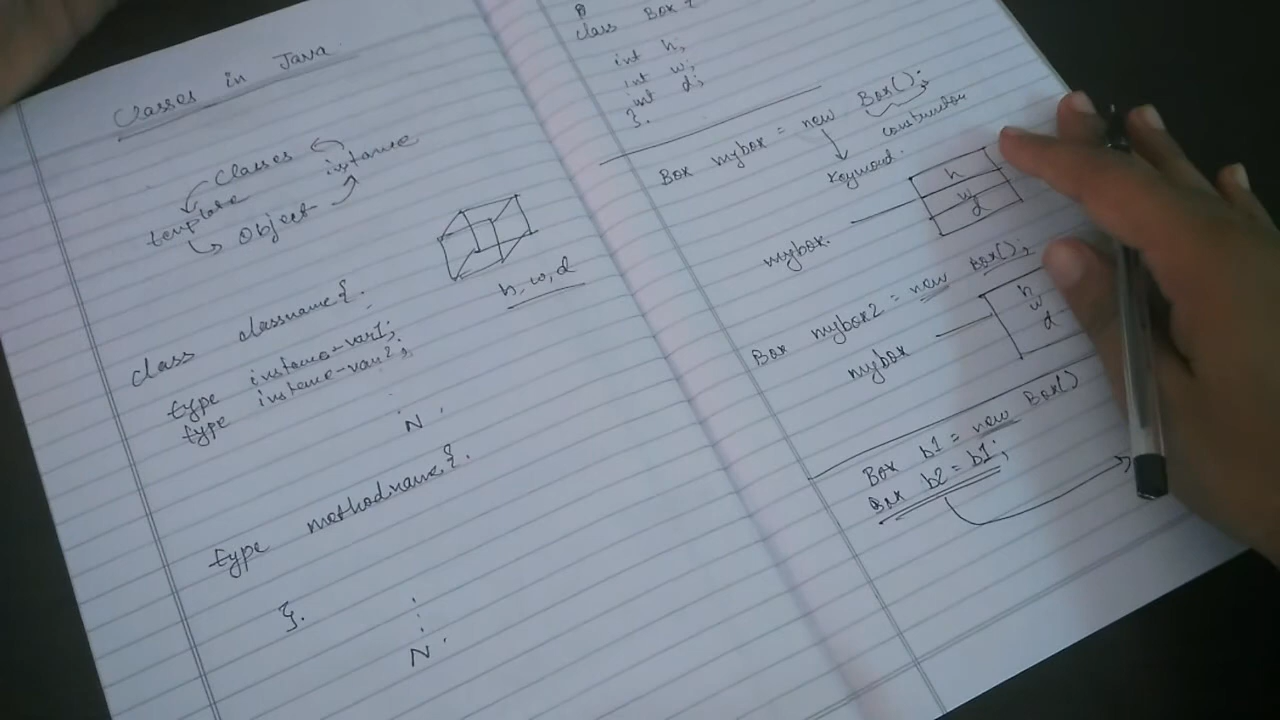 Classes in Java
Classes
template
instance
Object
h, w, d
class classname {
type instance-var1;
type instance-var2;
N
type methodname {
}.
N
class Box {
int h;
int w;
int d;
}.
Box mybox = new Box();
constructor
Keyword.
mybox.
h
w
d
Box mybox2 = new Box();
mybox
h
w
d
Box b1 = new Box()
Box b2 = b1;